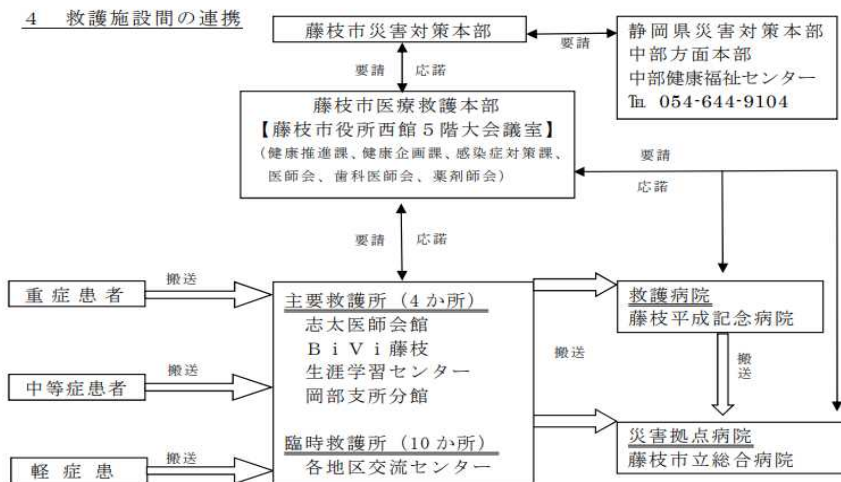 4　救護施設間の連携
藤枝市災害対策本部
要請
静岡県災害対策本部
中部方面本部
中部健康福祉センター
℡ 054-644-9104
要請　応諾
藤枝市医療救護本部
【藤枝市役所西館５階大会議室】
（健康推進課、健康企画課、感染症対策課、
医師会、歯科医師会、薬剤師会）
要請
応諾
要請　応諾
重症患者
搬送
中等症患者
搬送
軽症患
搬送
主要救護所（4か所）
志太医師会館
ＢｉＶｉ藤枝
生涯学習センター
岡部支所分館
臨時救護所（10か所）
各地区交流センター
搬送
救護病院
藤枝平成記念病院
搬送
災害拠点病院
藤枝市立総合病院